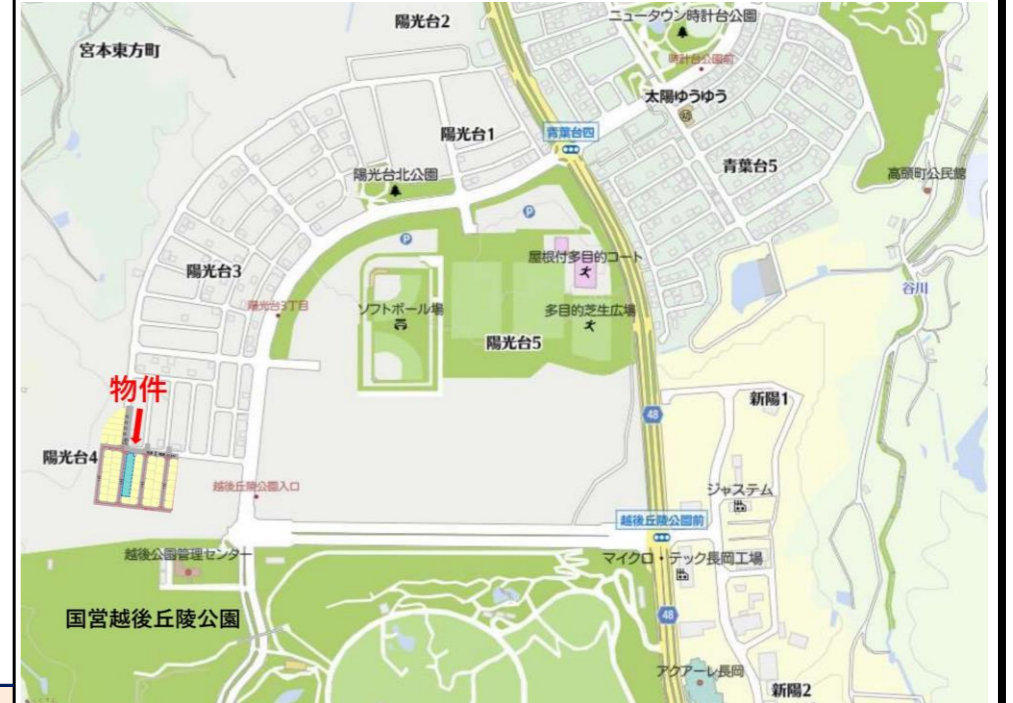 陽光台2
ニュータウン時計台公園
宮本東方町
時計台公園前
太陽ゆうゆう
陽光台1
青葉台四
青葉台5
陽光台北公園
高頭町公民館
P
P
屋根付多目的コート
陽光台3
谷川
陽光台3丁目
ソフトボール場
多目的芝生広場
陽光台5
物件
新陽1
48
陽光台4
越後丘陵公園入口
ジャステム
越後丘陵公園前
越後公園管理センター
マイクロ・テック長岡工場
国営越後丘陵公園
48
アクアーレ長岡
新陽2